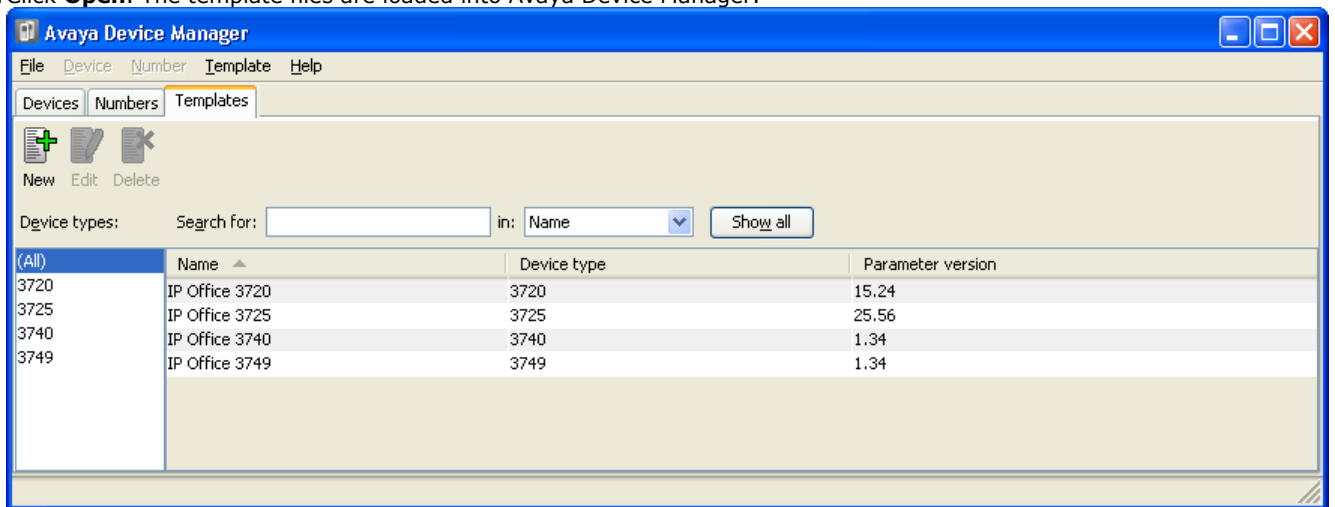 Click Open. The template files are loaded into Avaya Device Manager.
Avaya Device Manager
File Device Number Template Help
Devices Numbers Templates
New Edit Delete
Device types: Search for: in: Name Show all
(All)
3720
3725
3740
3749
Name Device type Parameter version
IP Office 3720 3720 15.24
IP Office 3725 3725 25.56
IP Office 3740 3740 1.34
IP Office 3749 3749 1.34